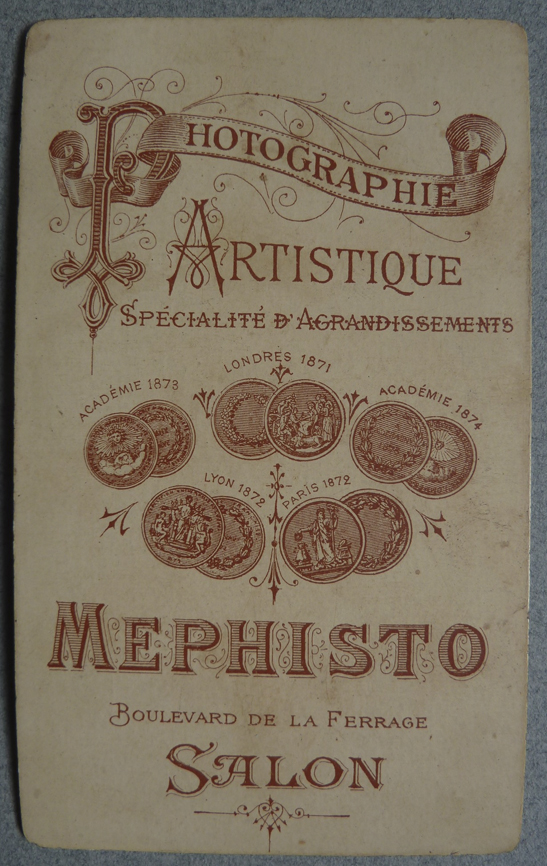 PHOTOGRAPHIE
ARTISTIQUE
SPÉCIALITÉ D'AGRANDISSEMENTS
LONDRES 1871
ACADÉMIE 1873
ACADÉMIE 1874
LYON 1872
PARIS 1872
MEPHISTO
BOULEVARD DE LA FERRAGE
SALON